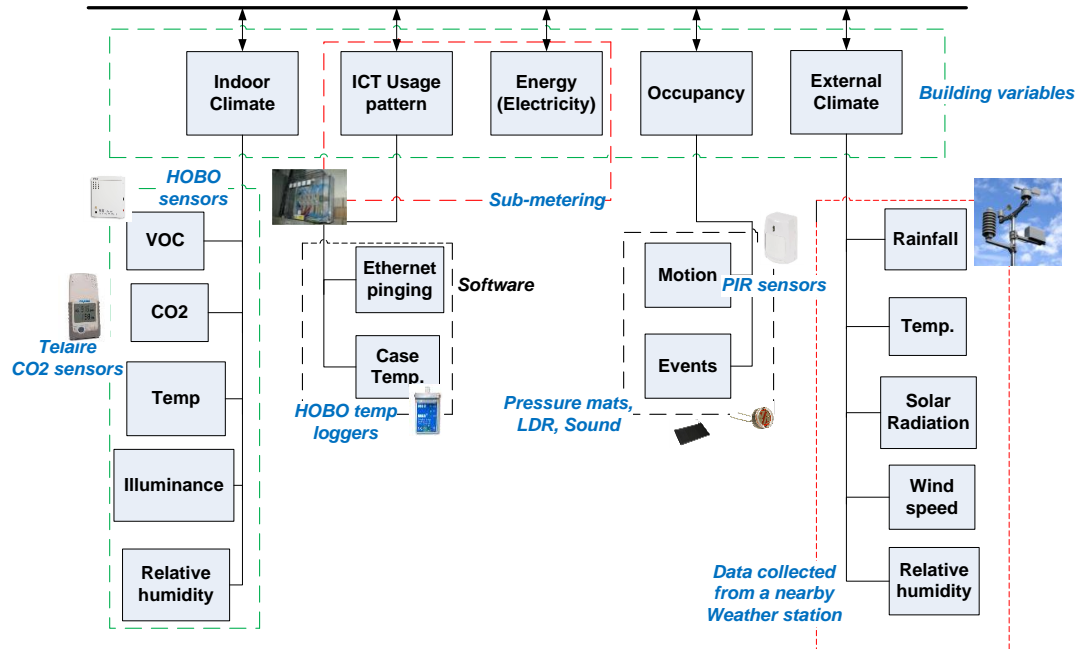 Indoor
Climate
ICT Usage
pattern
Energy
(Electricity)
Occupancy
External
Climate
Building variables
HOBO
sensors
Sub-metering
VOC
CO2
Telaire
CO2 sensors
Temp
Illuminance
Relative
humidity
Ethernet
pinging
Software
Case
Temp.
HOBO temp
loggers
Motion
PIR sensors
Events
Pressure mats,
LDR, Sound
Rainfall
Temp.
Solar
Radiation
Wind
speed
Relative
humidity
Data collected
from a nearby
Weather station